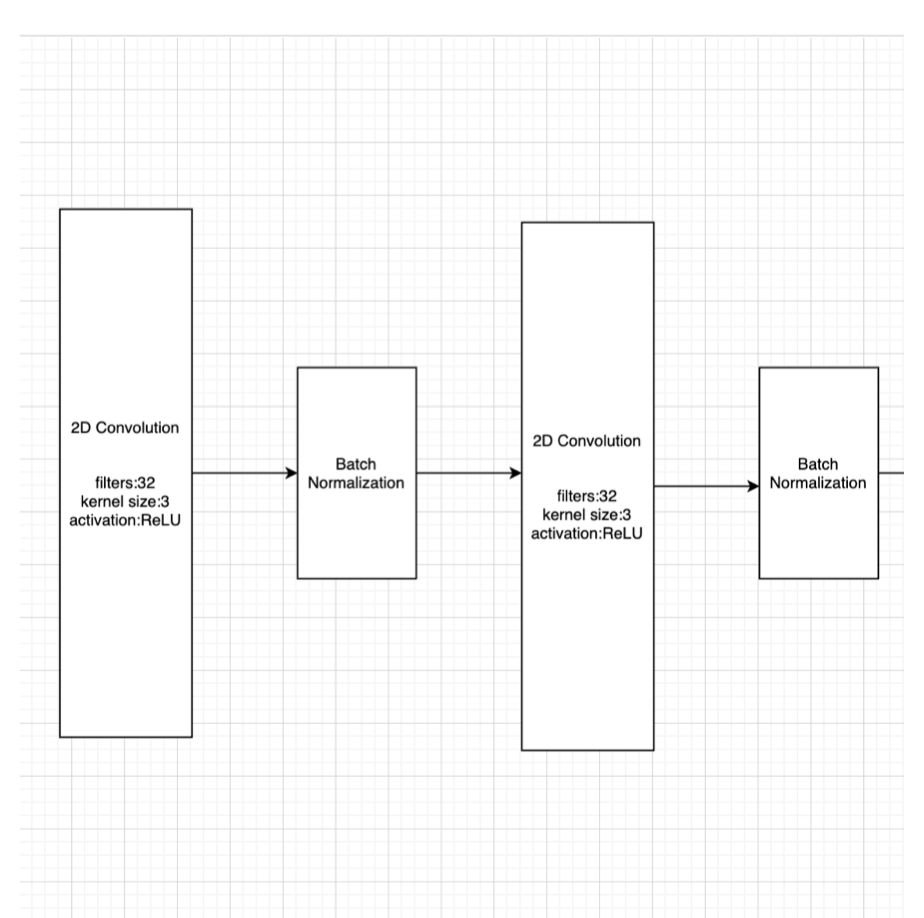 2D Convolution
filters:32
kernel size:3
activation:ReLU
Batch
Normalization
2D Convolution
filters:32
kernel size:3
activation:ReLU
Batch
Normalization